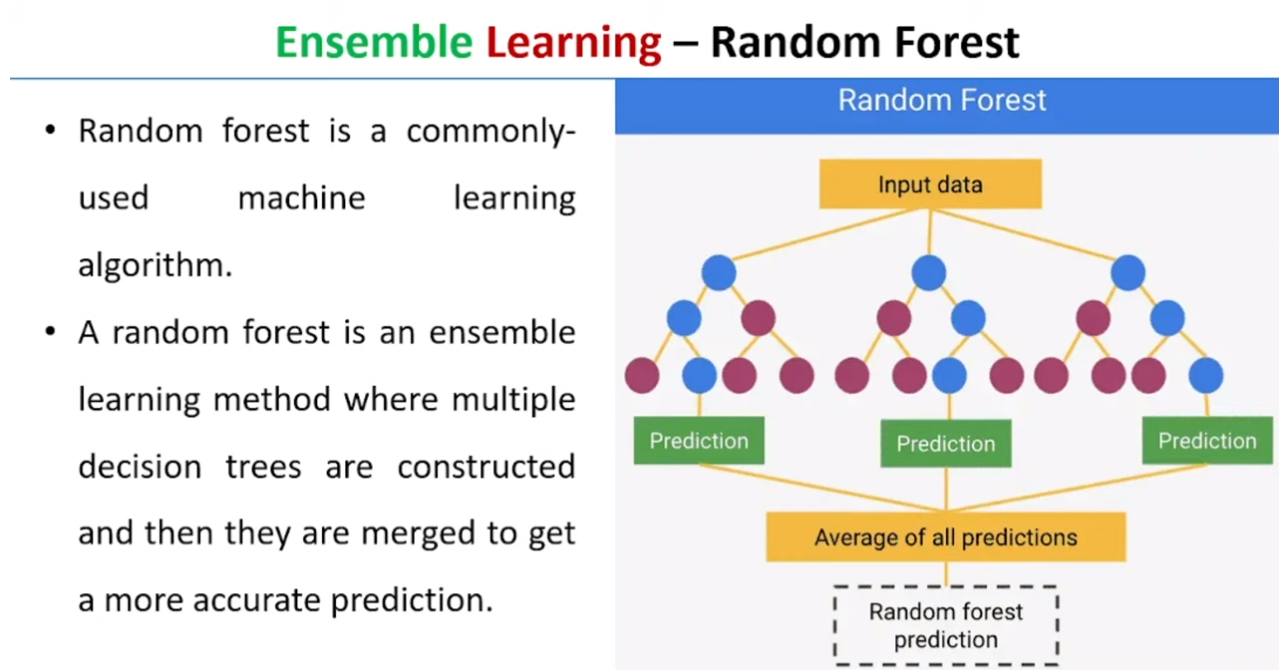 Ensemble Learning – Random Forest
• Random forest is a commonly-
used machine learning
algorithm.
• A random forest is an ensemble
learning method where multiple
decision trees are constructed
and then they are merged to get
a more accurate prediction.
Random Forest
Input data
Prediction
Prediction
Prediction
Average of all predictions
Random forest
prediction